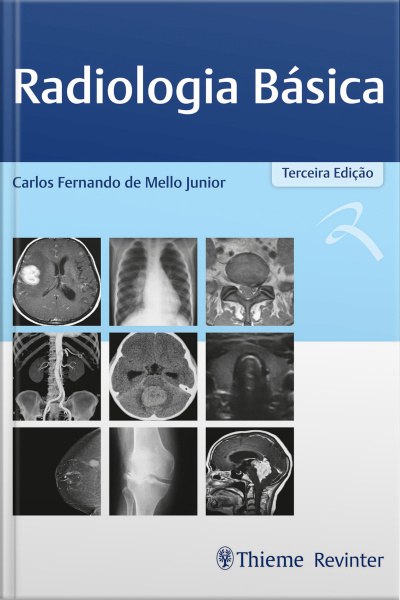 Radiologia Básica
Terceira Edição
Carlos Fernando de Mello Junior
Thieme Revinter